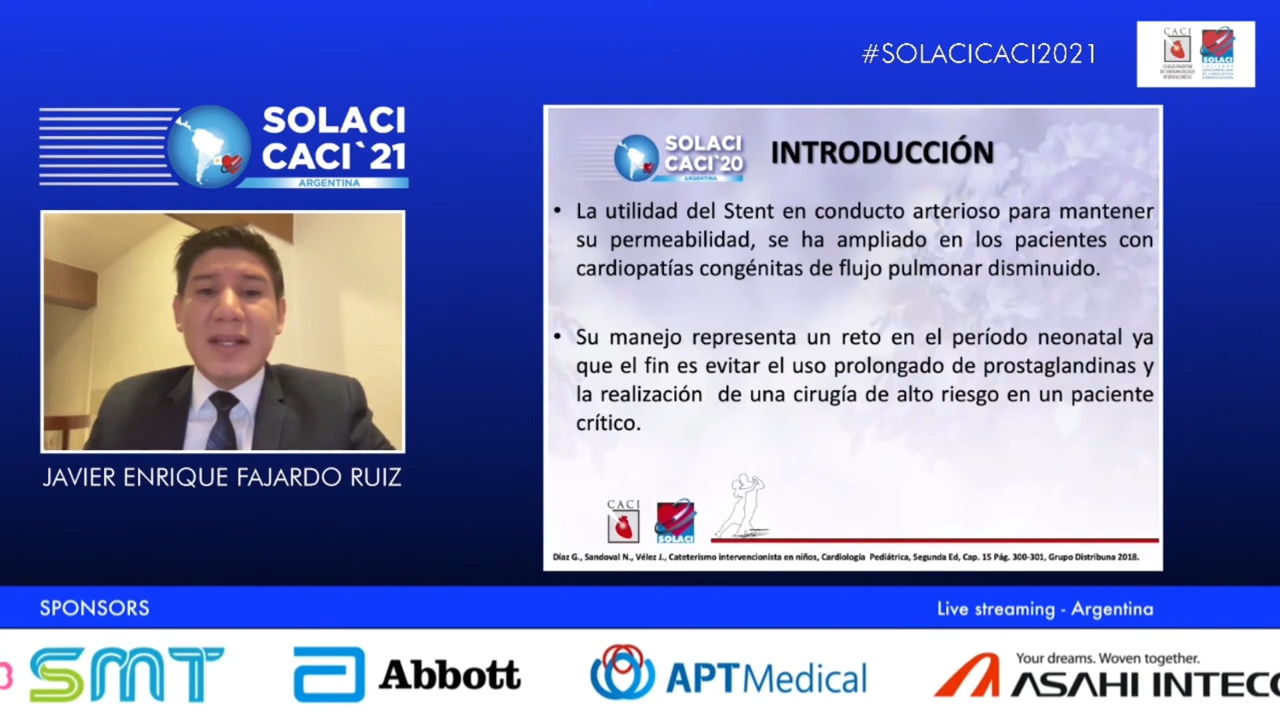 #SOLACICACI2021
CACI
SOLACI
SOLACI
CACI`21
ARGENTINA
JAVIER ENRIQUE FAJARDO RUIZ
SOLACI
CACI`20
ARGENTINA
INTRODUCCIÓN
• La utilidad del Stent en conducto arterioso para mantener
su permeabilidad, se ha ampliado en los pacientes con
cardiopatías congénitas de flujo pulmonar disminuido.
• Su manejo representa un reto en el período neonatal ya
que el fin es evitar el uso prolongado de prostaglandinas y
la realización de una cirugía de alto riesgo en un paciente
crítico.
CACI
SOLACI
Díaz G., Sandoval N., Vélez J., Cateterismo intervencionista en niños, Cardiología Pediátrica, Segunda Ed, Cap. 15 Pág. 300-301, Grupo Distribuna 2018.
SPONSORS
Live streaming - Argentina
SMT
Abbott
APTMedical
Your dreams. Woven together.
ASAHI INTEC